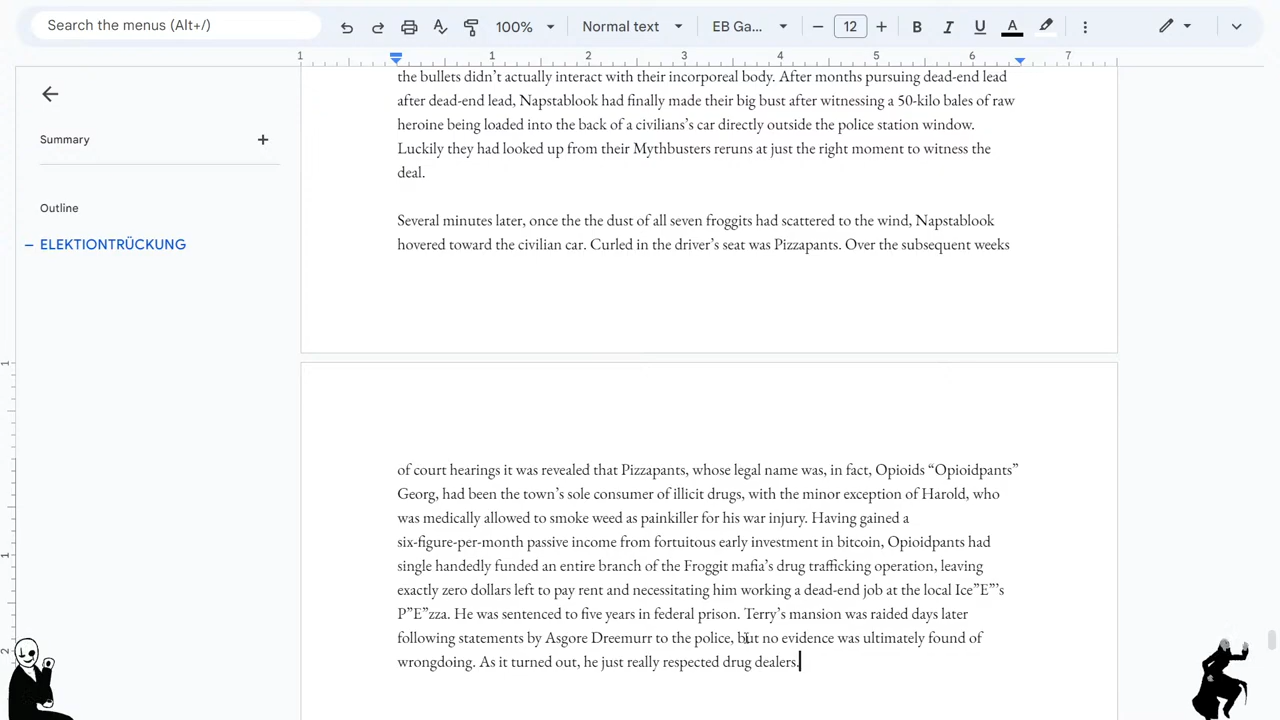 Search the menus (Alt+/)
100%
Normal text
EB Ga...
12
B
I
U
A
1
1
2
3
4
5
6
7
Summary
Outline
ELEKTIONTRÜCKUNG
the bullets didn’t actually interact with their incorporeal body. After months pursuing dead-end lead
after dead-end lead, Napstablook had finally made their big bust after witnessing a 50-kilo bales of raw
heroine being loaded into the back of a civilians’s car directly outside the police station window.
Luckily they had looked up from their Mythbusters reruns at just the right moment to witness the
deal.
Several minutes later, once the the dust of all seven froggits had scattered to the wind, Napstablook
hovered toward the civilian car. Curled in the driver’s seat was Pizzapants. Over the subsequent weeks
1
of court hearings it was revealed that Pizzapants, whose legal name was, in fact, Opioids “Opioidpants”
Georg, had been the town’s sole consumer of illicit drugs, with the minor exception of Harold, who
was medically allowed to smoke weed as painkiller for his war injury. Having gained a
six-figure-per-month passive income from fortuitous early investment in bitcoin, Opioidpants had
1
single handedly funded an entire branch of the Froggit mafia’s drug trafficking operation, leaving
exactly zero dollars left to pay rent and necessitating him working a dead-end job at the local Ice”E”’s
P”E”zza. He was sentenced to five years in federal prison. Terry’s mansion was raided days later
following statements by Asgore Dreemurr to the police, but no evidence was ultimately found of
2
wrongdoing. As it turned out, he just really respected drug dealers.